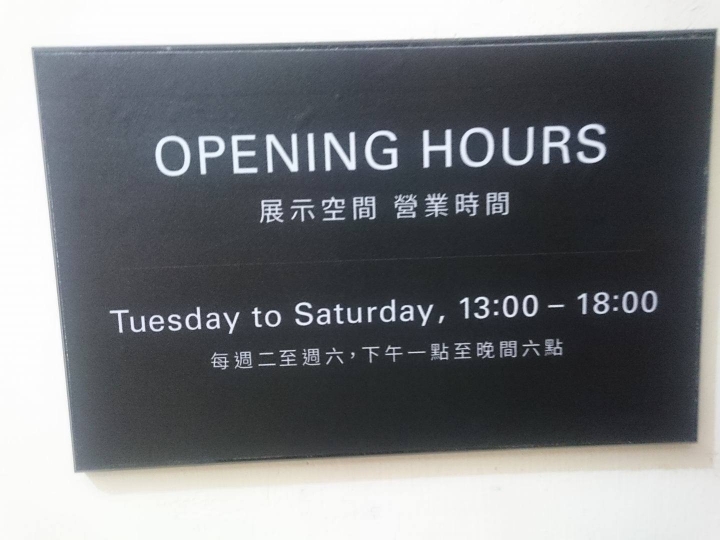 OPENING HOURS
展示空間 營業時間
Tuesday to Saturday, 13:00 – 18:00
每週二至週六，下午一點至晚間六點